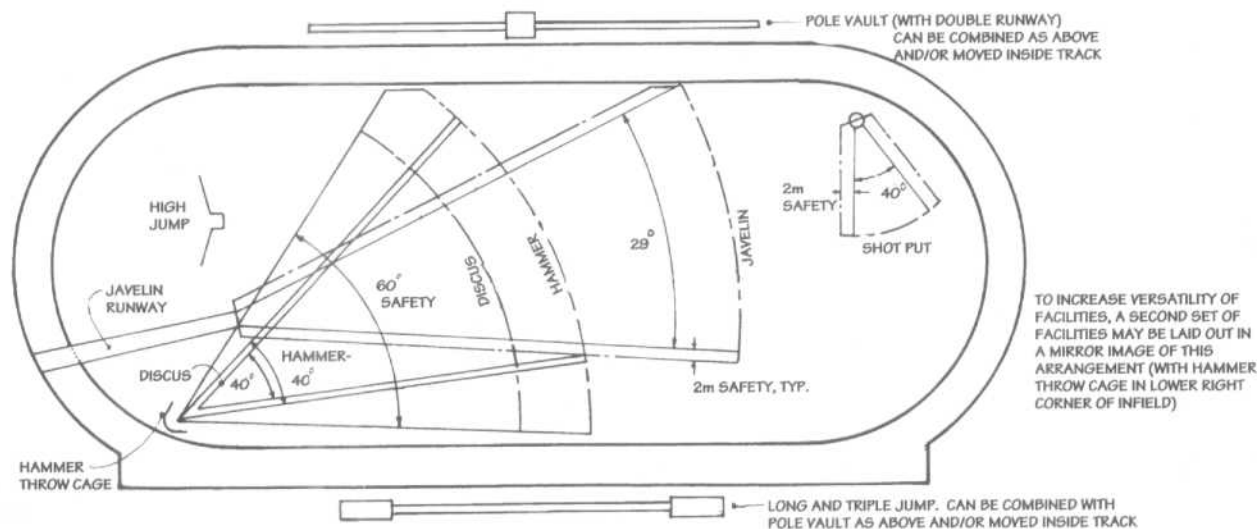 POLE VAULT (WITH DOUBLE RUNWAY)
CAN BE COMBINED AS ABOVE
AND/OR MOVED INSIDE TRACK
HIGH
JUMP
JAVELIN
RUNWAY
DISCUS
HAMMER
THROW CAGE
60° SAFETY
HAMMER-
40°
40°
DISCUS
HAMMER
JAVELIN
29°
2m SAFETY, TYP.
2m
SAFETY
40°
SHOT PUT
TO INCREASE VERSATILITY OF
FACILITIES, A SECOND SET OF
FACILITIES MAY BE LAID OUT IN
A MIRROR IMAGE OF THIS
ARRANGEMENT (WITH HAMMER
THROW CAGE IN LOWER RIGHT
CORNER OF INFIELD)
LONG AND TRIPLE JUMP. CAN BE COMBINED WITH
POLE VAULT AS ABOVE AND/OR MOVED INSIDE TRACK